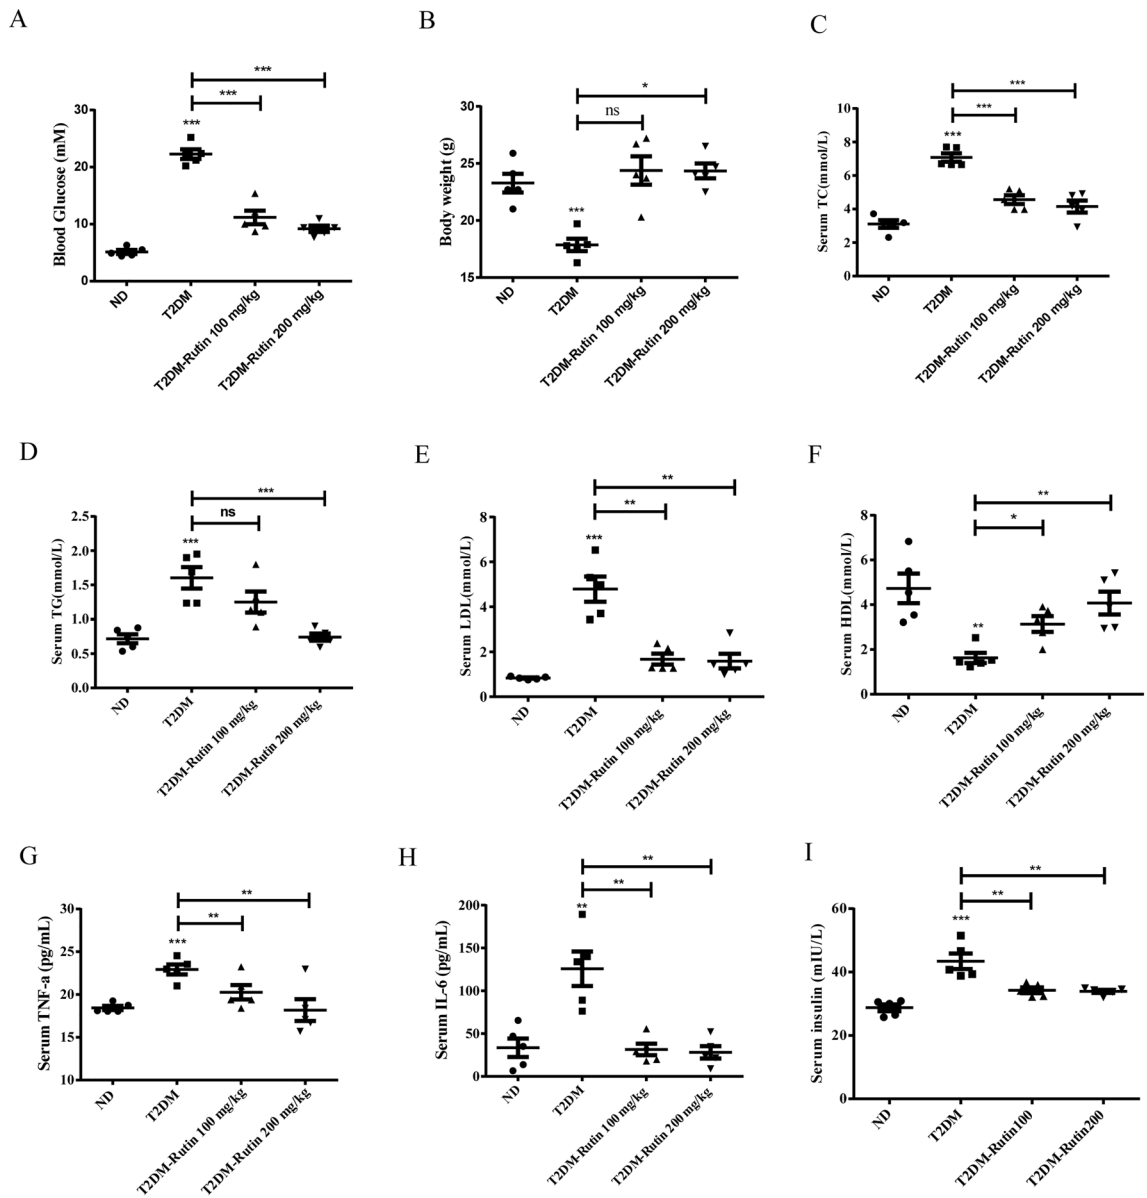 A
***
***
***
Blood Glucose (mM)
30
20
10
0
ND
T2DM
T2DM-Rutin 100 mg/kg
T2DM-Rutin 200 mg/kg
B
*
ns
***
Body weight (g)
30
25
20
15
ND
T2DM
T2DM-Rutin 100 mg/kg
T2DM-Rutin 200 mg/kg
C
***
***
***
Serum TC(mmol/L)
10
8
6
4
2
0
ND
T2DM
T2DM-Rutin 100 mg/kg
T2DM-Rutin 200 mg/kg
D
***
ns
***
Serum TG(mmol/L)
2.5
2.0
1.5
1.0
0.5
0.0
ND
T2DM
T2DM-Rutin 100 mg/kg
T2DM-Rutin 200 mg/kg
E
**
**
***
Serum LDL(mmol/L)
8
6
4
2
0
ND
T2DM
T2DM-Rutin 100 mg/kg
T2DM-Rutin 200 mg/kg
F
**
*
**
Serum HDL(mmol/L)
8
6
4
2
0
ND
T2DM
T2DM-Rutin 100 mg/kg
T2DM-Rutin 200 mg/kg
G
**
**
***
Serum TNF-a (pg/mL)
30
25
20
15
10
ND
T2DM
T2DM-Rutin 100 mg/kg
T2DM-Rutin 200 mg/kg
H
**
**
**
Serum IL-6 (pg/mL)
200
150
100
50
0
ND
T2DM
T2DM-Rutin 100 mg/kg
T2DM-Rutin 200 mg/kg
I
**
**
***
Serum insulin (mIU/L)
60
40
20
0
ND
T2DM
T2DM-Rutin100
T2DM-Rutin200